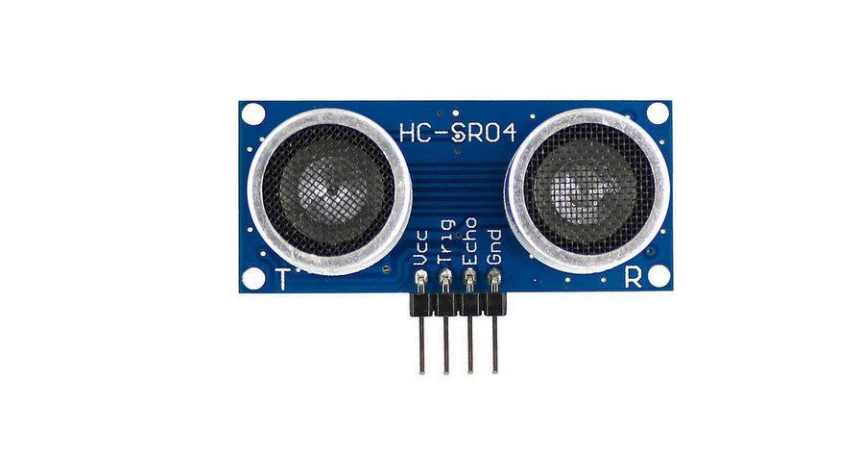 HC-SR04
Vcc
Trig
Echo
Gnd
T
R